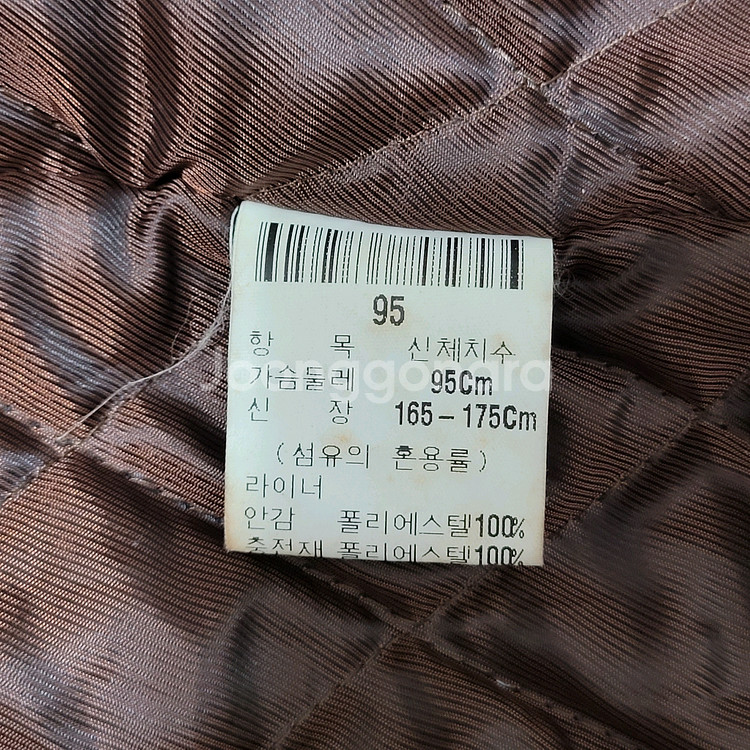 95
항 목 신체치수
가슴둘레 95Cm
신 장 165-175Cm
(섬유의 혼용률)
라이너
안감 폴리에스텔100%
충전재 폴리에스텔100%
Joonggonara